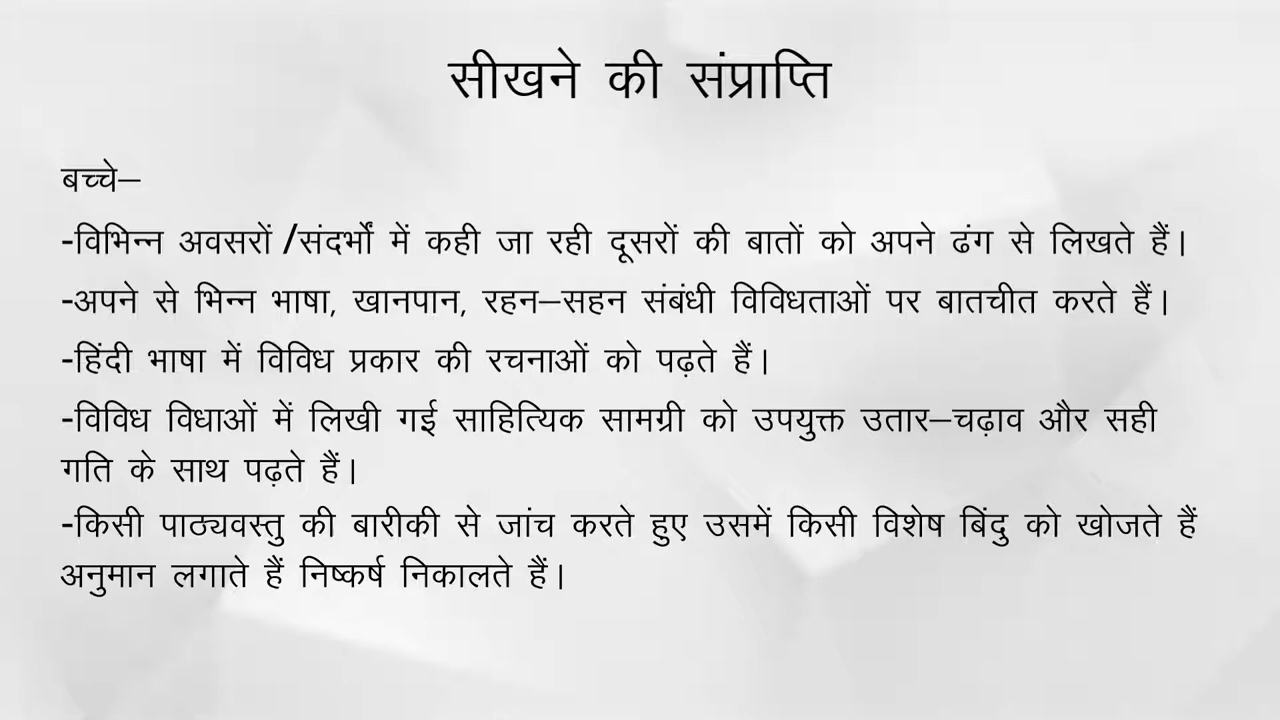 सीखने की संप्राप्ति
बच्चे–
-विभिन्न अवसरों /संदर्भों में कही जा रही दूसरों की बातों को अपने ढंग से लिखते हैं।
-अपने से भिन्न भाषा, खानपान, रहन–सहन संबंधी विविधताओं पर बातचीत करते हैं।
-हिंदी भाषा में विविध प्रकार की रचनाओं को पढ़ते हैं।
-विविध विधाओं में लिखी गई साहित्यिक सामग्री को उपयुक्त उतार–चढ़ाव और सही
गति के साथ पढ़ते हैं।
-किसी पाठ्यवस्तु की बारीकी से जांच करते हुए उसमें किसी विशेष बिंदु को खोजते हैं
अनुमान लगाते हैं निष्कर्ष निकालते हैं।